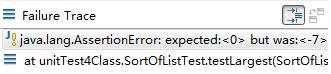 Failure Trace
java.lang.AssertionError: expected:<0> but was:<-7>
at unitTest4Class.SortOfListTest.testLargest(SortOfLis